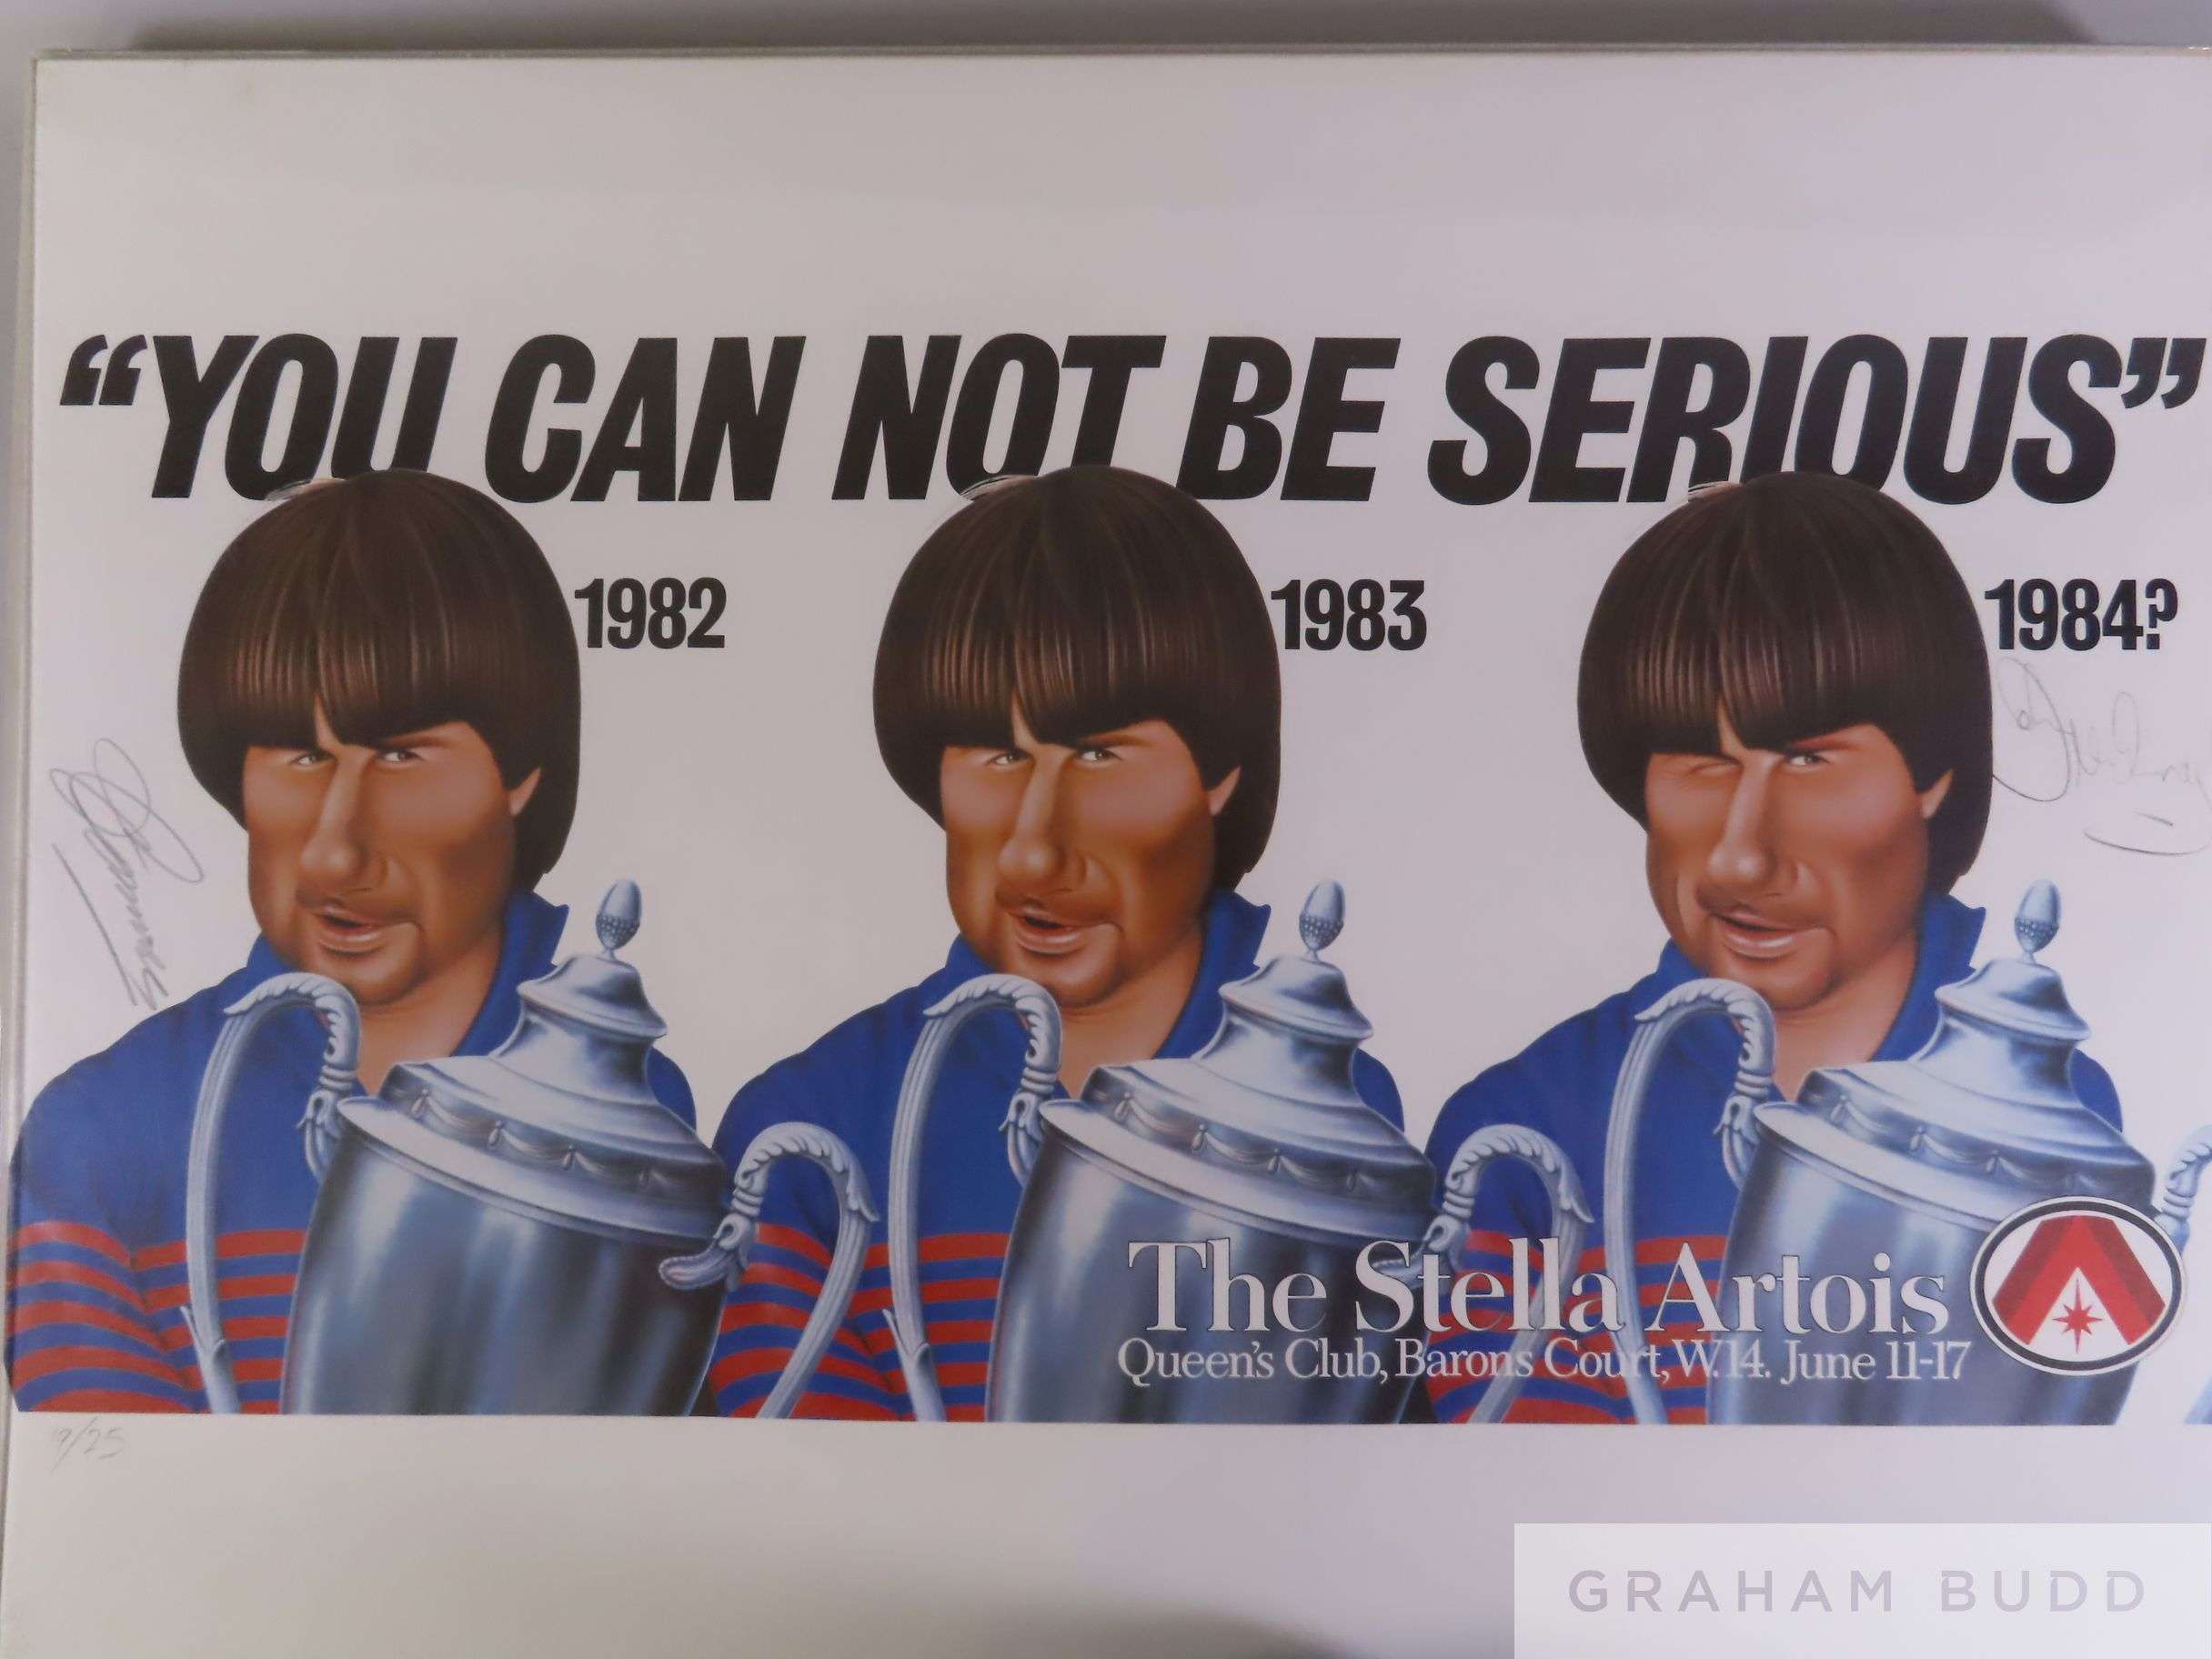 “YOU CAN NOT BE SERIOUS”
1982
1983
1984?
The Stella Artois
Queen's Club, Barons Court, W.14. June 11-17
GRAHAM BUDD